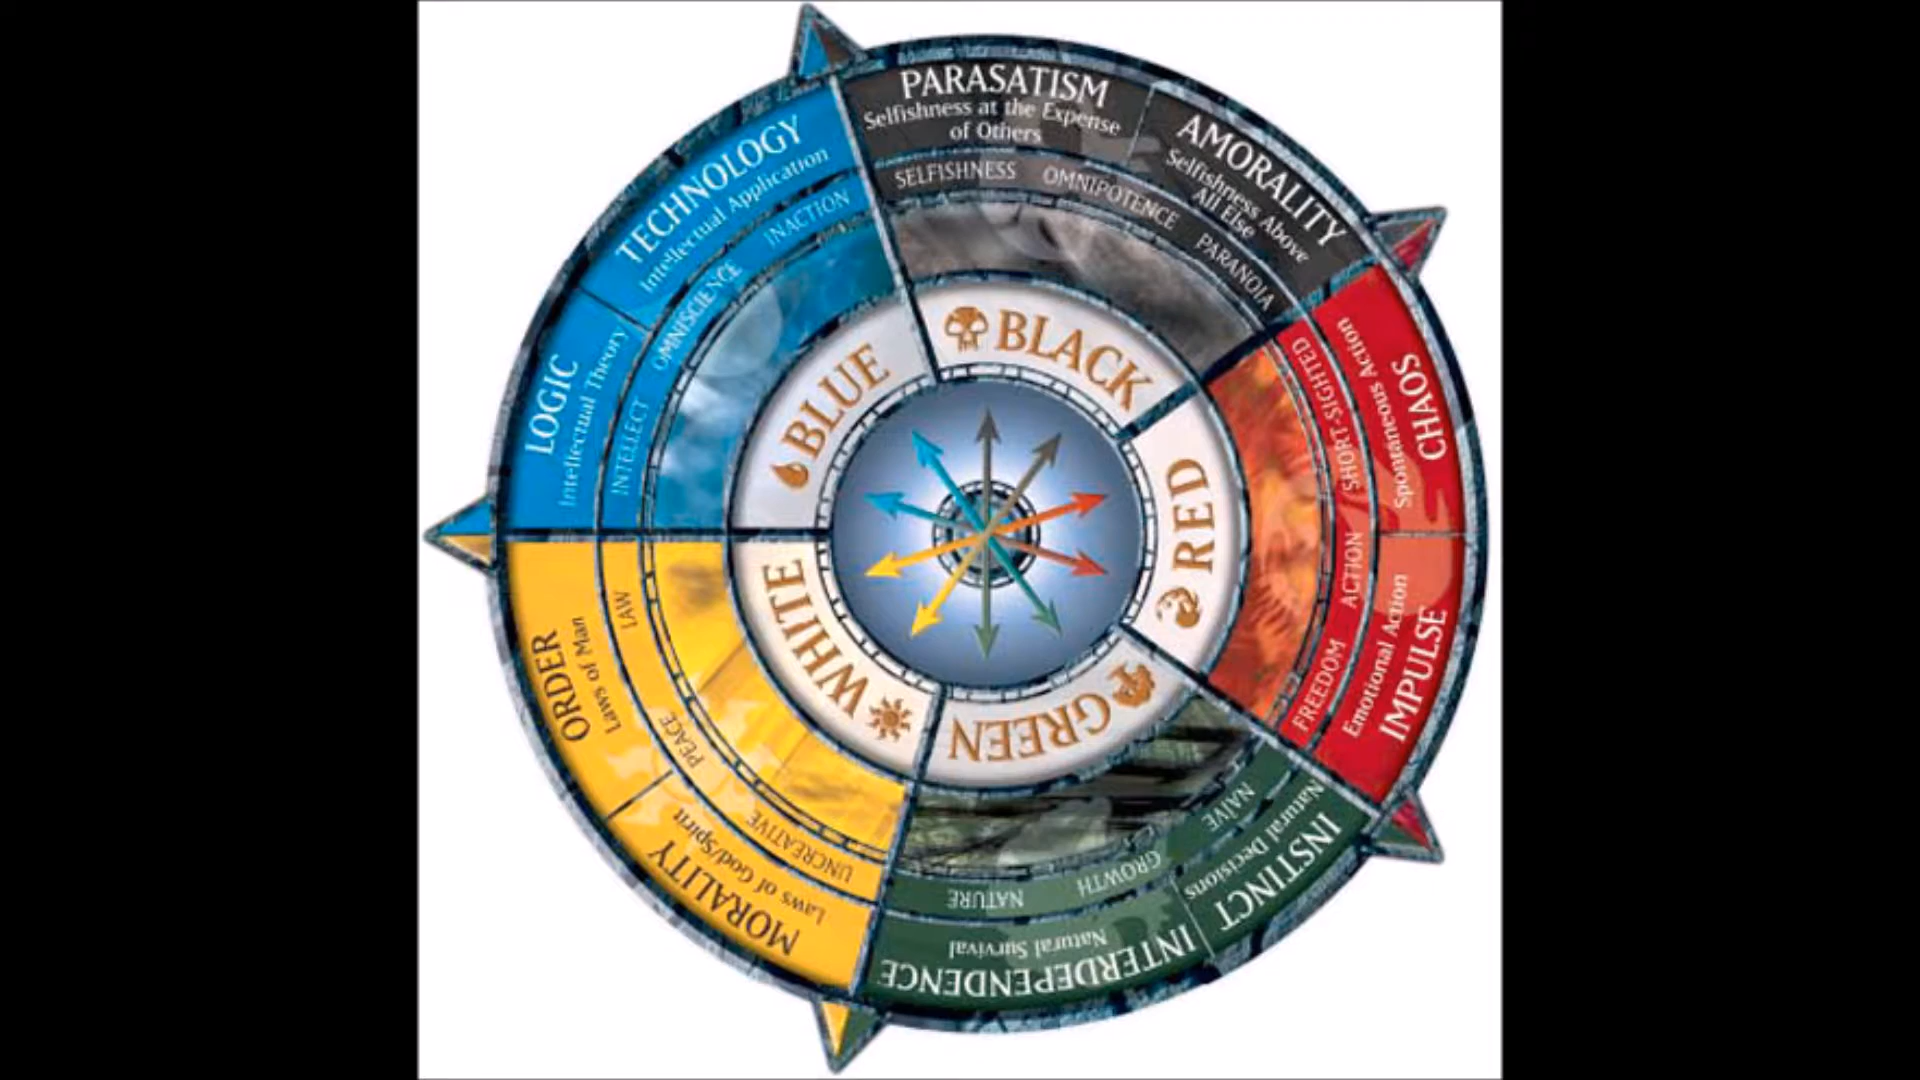 PARASATISM
Selfishness at the Expense
of Others
SELFISHNESS
OMNIPOTENCE
PARANOIA
AMORALITY
Selfishness Above
All Else
BLACK
CHAOS
Spontaneous Action
SHORT-SIGHTED
ACTION
FREEDOM
IMPULSE
Emotional Action
RED
INSTINCT
Natural Decisions
NAÏVE
GROWTH
NATURE
INTERDEPENDENCE
Natural Survival
GREEN
MORALITY
Laws of God/Spirit
UNCREATIVE
PEACE
LAW
ORDER
Laws of Man
WHITE
LOGIC
Intellectual Theory
INTELLECT
OMNISCIENCE
INACTION
TECHNOLOGY
Intellectual Application
BLUE